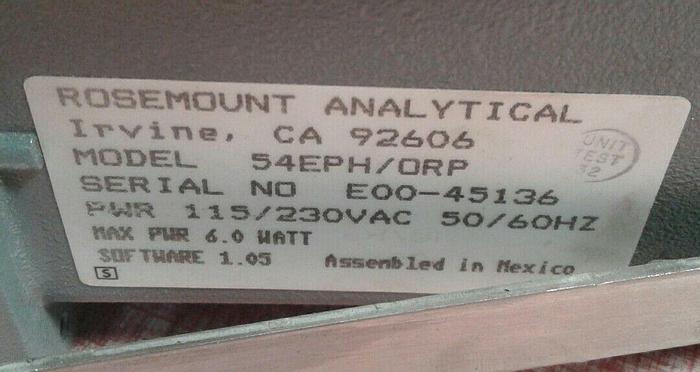 ROSEMOUNT ANALYTICAL
Irvine, CA 92606
MODEL 54EPH/ORP
SERIAL NO E00-45136
PWR 115/230VAC 50/60HZ
MAX PWR 6.0 WATT
SOFTWARE 1.05 Assembled in Mexico
S
UNIT
TEST
32